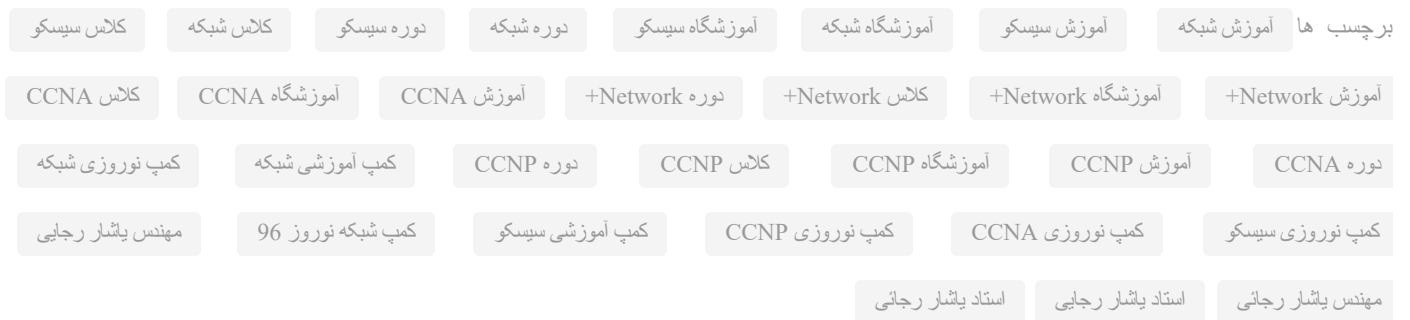 برچسب ها آموزش شبکه آموزش سیسکو آموزشگاه شبکه آموزشگاه سیسکو دوره شبکه دوره سیسکو کلاس شبکه کلاس سیسکو
آموزش Network+ آموزشگاه Network+ کلاس Network+ دوره Network+ آموزش CCNA آموزشگاه CCNA کلاس CCNA
دوره CCNA آموزش CCNP آموزشگاه CCNP کلاس CCNP دوره CCNP کمپ آموزشی شبکه کمپ نوروزی شبکه
کمپ نوروزی سیسکو کمپ نوروزی CCNA کمپ نوروزی CCNP کمپ آموزشی سیسکو کمپ شبکه نوروز 96 مهندس یاشار رجایی
مهندس یاشار رجائی استاد یاشار رجایی استاد یاشار رجائی